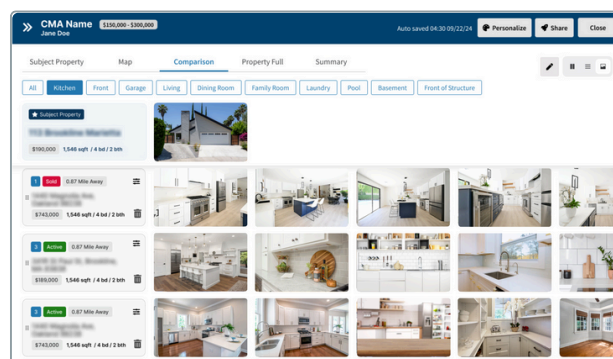 CMA Name $150,000 - $300,000
Jane Doe
Auto saved 04:30 09/22/24 Personalize Share Close
Subject Property Map Comparison Property Full Summary
All Kitchen Front Garage Living Dining Room Family Room Laundry Pool Basement Front of Structure
Subject Property
$190,000 1,546 sqft / 4 bd / 2 bth
1 Sold 0.87 Mile Away
$743,000 1,546 sqft / 4 bd / 2 bth
3 Active 0.87 Mile Away
$189,000 1,546 sqft / 4 bd / 2 bth
3 Active 0.87 Mile Away
$743,000 1,546 sqft / 4 bd / 2 bth